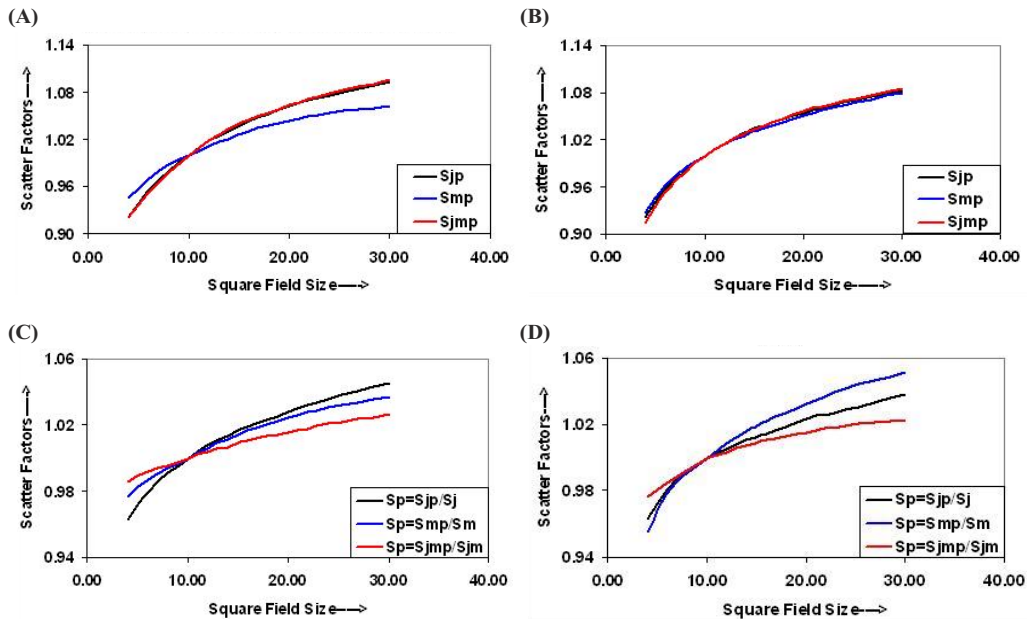 (A)
1.14
1.08
1.02
0.96
0.90
0.00 10.00 20.00 30.00 40.00
Scatter Factors---->
Square Field Size---->
Sjp
Smp
Sjmp
(B)
1.14
1.08
1.02
0.96
0.90
0.00 10.00 20.00 30.00 40.00
Scatter Factors---->
Square Field Size---->
Sjp
Smp
Sjmp
(C)
1.06
1.02
0.98
0.94
0.00 10.00 20.00 30.00 40.00
Scatter Factors---->
Square Field Size---->
Sp=Sjp/Sj
Sp=Smp/Sm
Sp=Sjmp/Sjm
(D)
1.06
1.02
0.98
0.94
0.00 10.00 20.00 30.00 40.00
Scatter Factors---->
Square Field Size---->
Sp=Sjp/Sj
Sp=Smp/Sm
Sp=Sjmp/Sjm